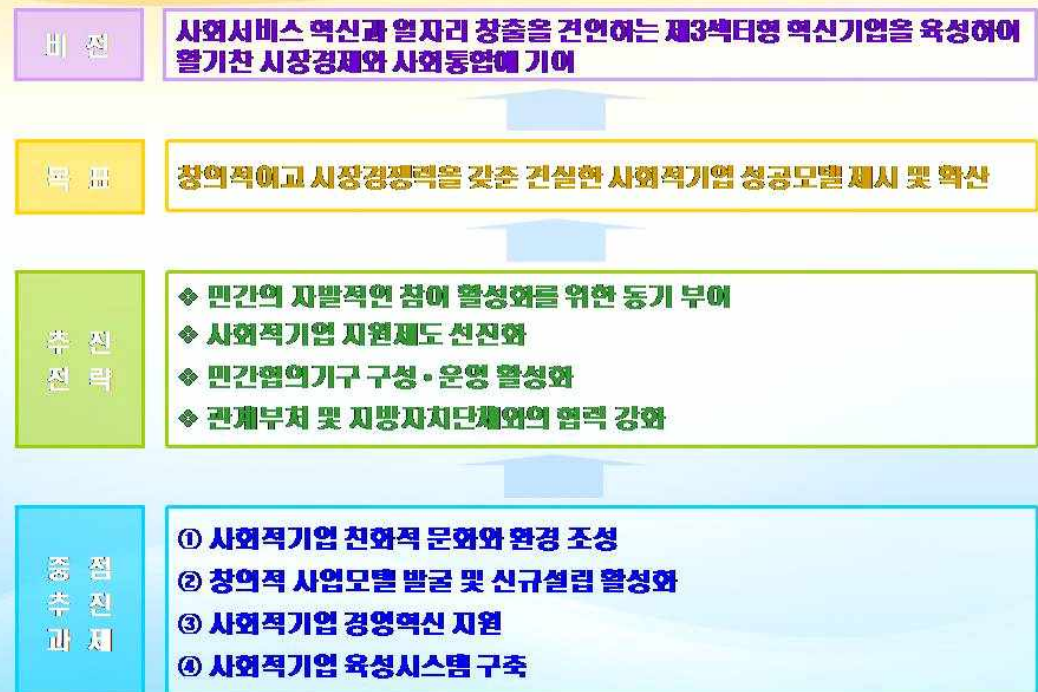 비 전
사회서비스 혁신과 일자리 창출을 견인하는 제3섹터형 혁신기업을 육성하여
활기찬 시장경제와 사회통합에 기여
목 표
창의적이고 시장경쟁력을 갖춘 건실한 사회적기업 성공모델 제시 및 확산
추 진
전 략
❖ 민간의 자발적인 참여 활성화를 위한 동기 부여
❖ 사회적기업 지원제도 선진화
❖ 민간협의기구 구성·운영 활성화
❖ 관계부처 및 지방자치단체와의 협력 강화
중 점
추 진
과 제
① 사회적기업 친화적 문화와 환경 조성
② 창의적 사업모델 발굴 및 신규설립 활성화
③ 사회적기업 경영혁신 지원
④ 사회적기업 육성시스템 구축